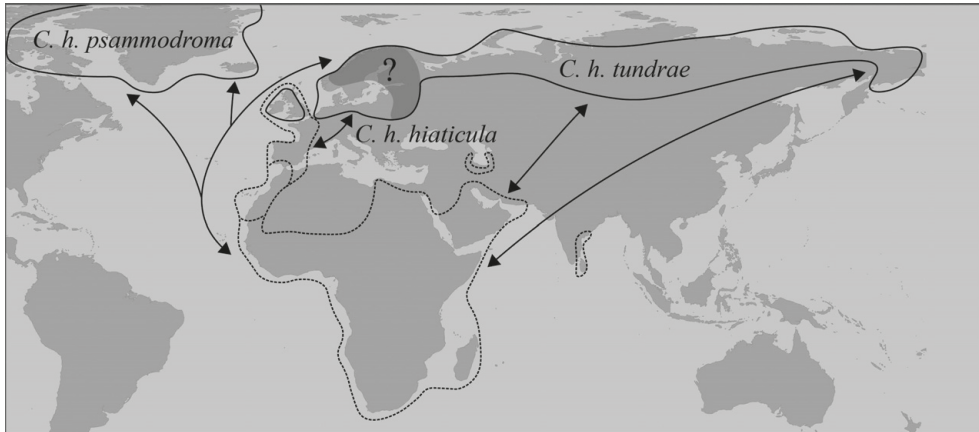 C. h. psammodroma
?
C. h. tundrae
C. h. hiaticula